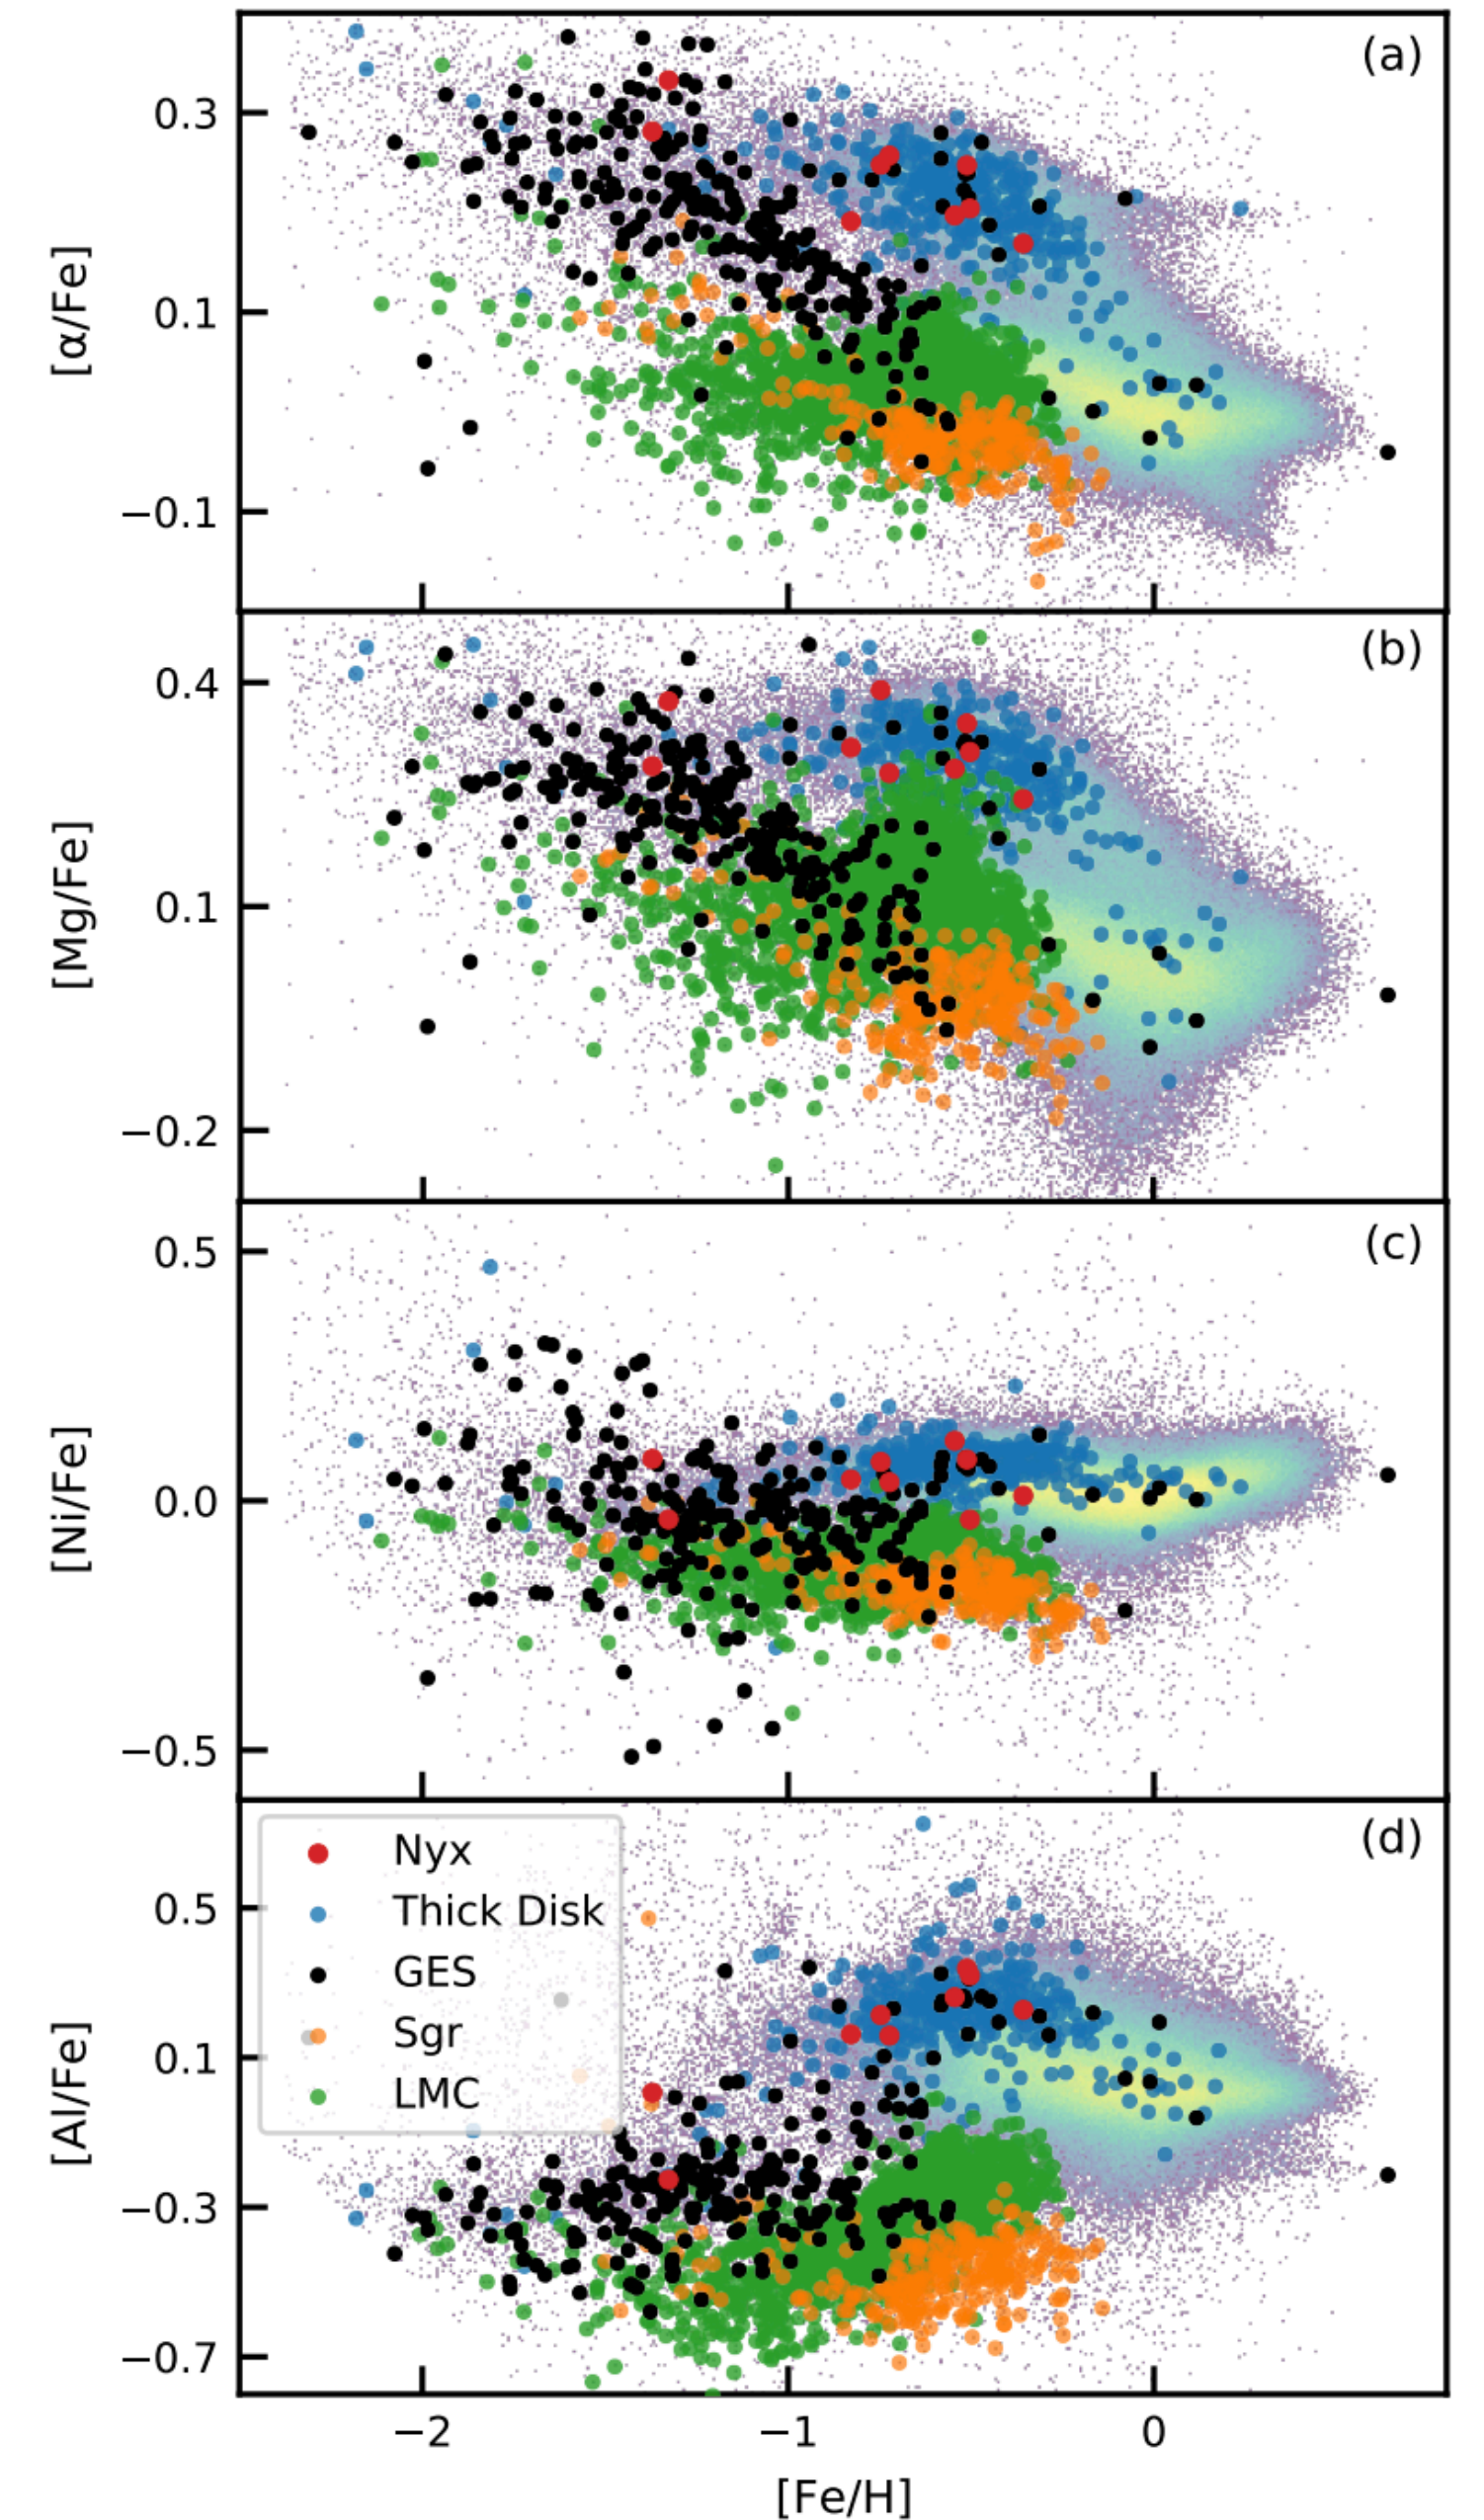 (a)
0.3
0.1
−0.1
[α/Fe]
(b)
0.4
0.1
−0.2
[Mg/Fe]
(c)
0.5
0.0
−0.5
[Ni/Fe]
(d)
Nyx
Thick Disk
GES
Sgr
LMC
0.5
0.1
−0.3
−0.7
[Al/Fe]
−2 −1 0
[Fe/H]